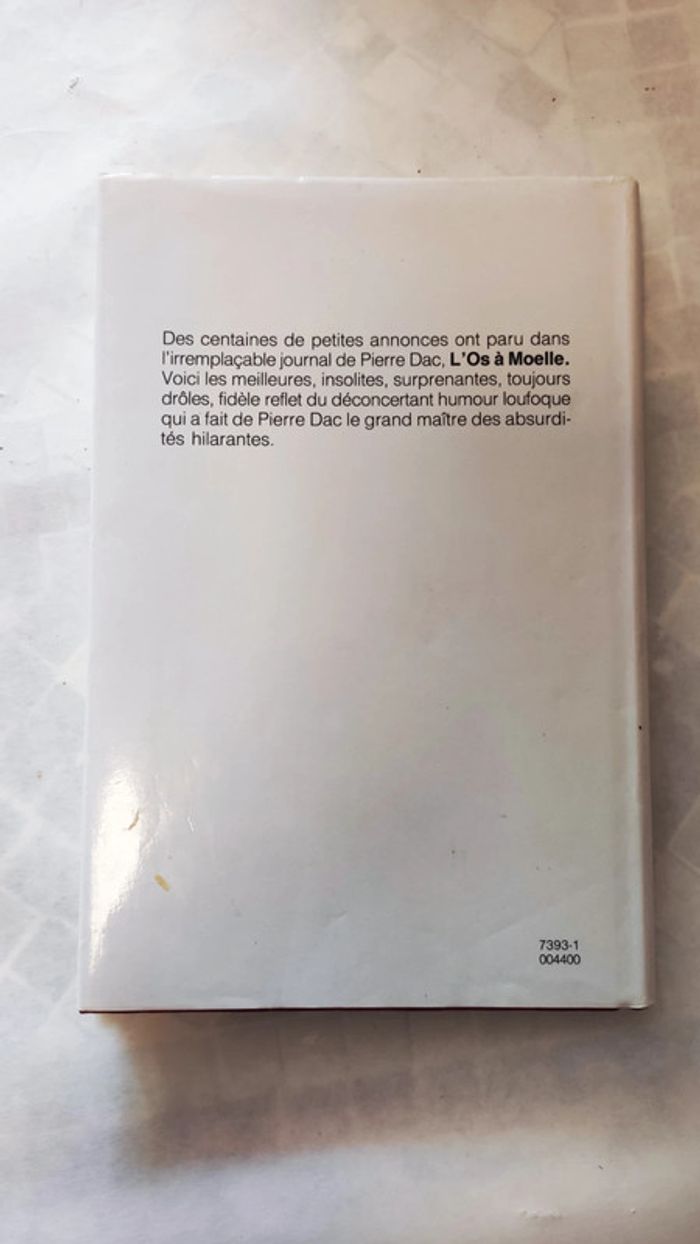 Des centaines de petites annonces ont paru dans
l'irremplaçable journal de Pierre Dac, L'Os à Moelle.
Voici les meilleures, insolites, surprenantes, toujours
drôles, fidèle reflet du déconcertant humour loufoque
qui a fait de Pierre Dac le grand maître des absurdi-
tés hilarantes.
7393-1
004400